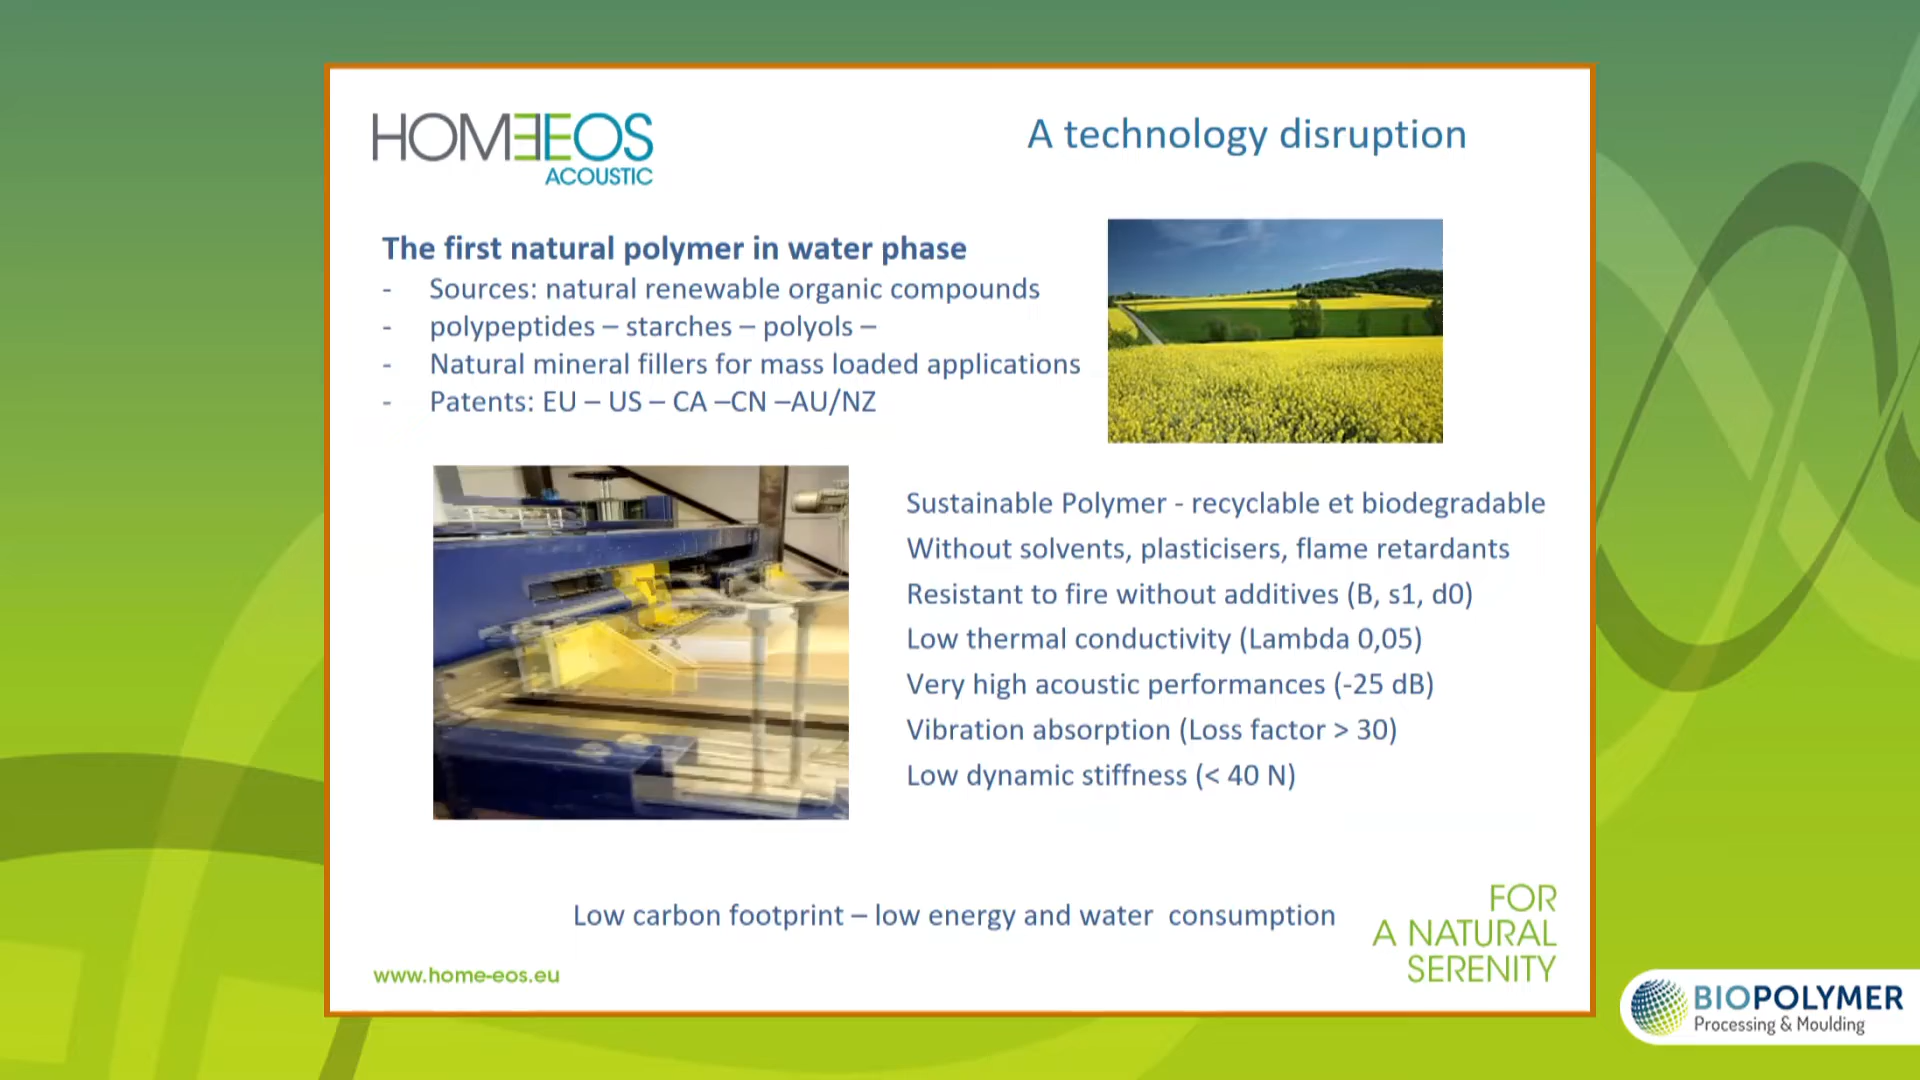 HOMEEOS
ACOUSTIC
A technology disruption
The first natural polymer in water phase
- Sources: natural renewable organic compounds
- polypeptides – starches – polyols –
- Natural mineral fillers for mass loaded applications
- Patents: EU – US – CA –CN –AU/NZ
Sustainable Polymer - recyclable et biodegradable
Without solvents, plasticisers, flame retardants
Resistant to fire without additives (B, s1, d0)
Low thermal conductivity (Lambda 0,05)
Very high acoustic performances (-25 dB)
Vibration absorption (Loss factor > 30)
Low dynamic stiffness (< 40 N)
Low carbon footprint – low energy and water consumption
FOR
A NATURAL
SERENITY
www.home-eos.eu
BIOPOLYMER
Processing & Moulding